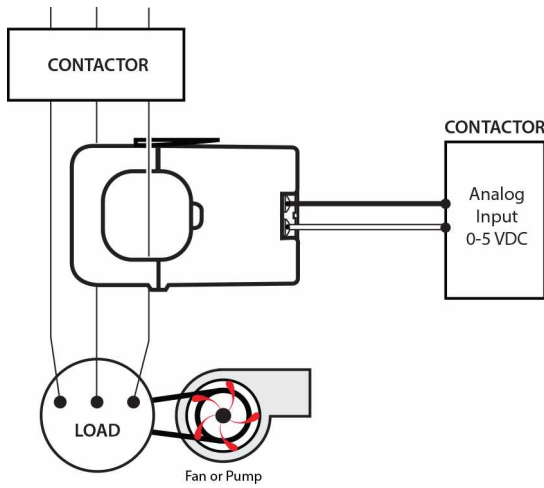 CONTACTOR
CONTACTOR
Analog
Input
0-5 VDC
LOAD
Fan or Pump